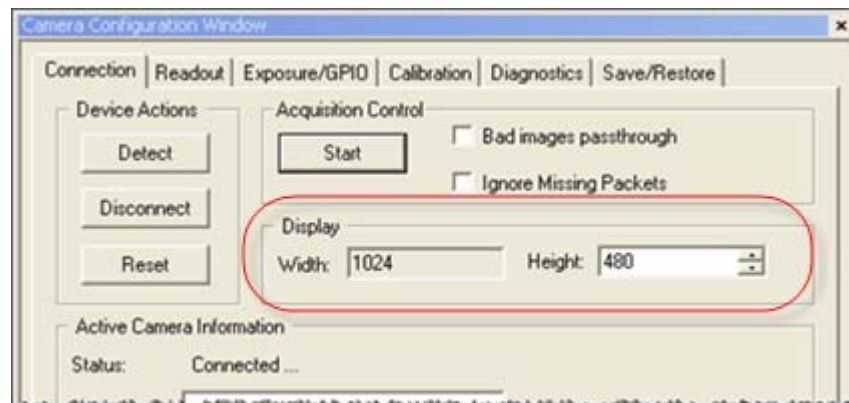 Camera Configuration Window
Connection Readout Exposure/GPIO Calibration Diagnostics Save/Restore
Device Actions
Detect
Disconnect
Reset
Acquisition Control
Start
Bad images passthrough
Ignore Missing Packets
Display
Width: 1024 Height: 480
Active Camera Information
Status: Connected ...